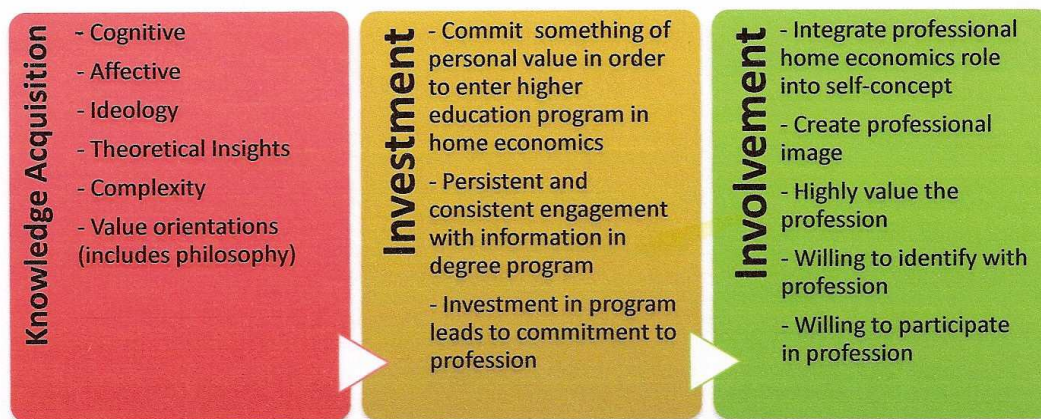 Knowledge Acquisition
- Cognitive
- Affective
- Ideology
- Theoretical Insights
- Complexity
- Value orientations
(includes philosophy)
Investment
- Commit something of
personal value in order
to enter higher
education program in
home economics
- Persistent and
consistent engagement
with information in
degree program
- Investment in program
leads to commitment to
profession
Involvement
- Integrate professional
home economics role
into self-concept
- Create professional
image
- Highly value the
profession
- Willing to identify with
profession
- Willing to participate
in profession